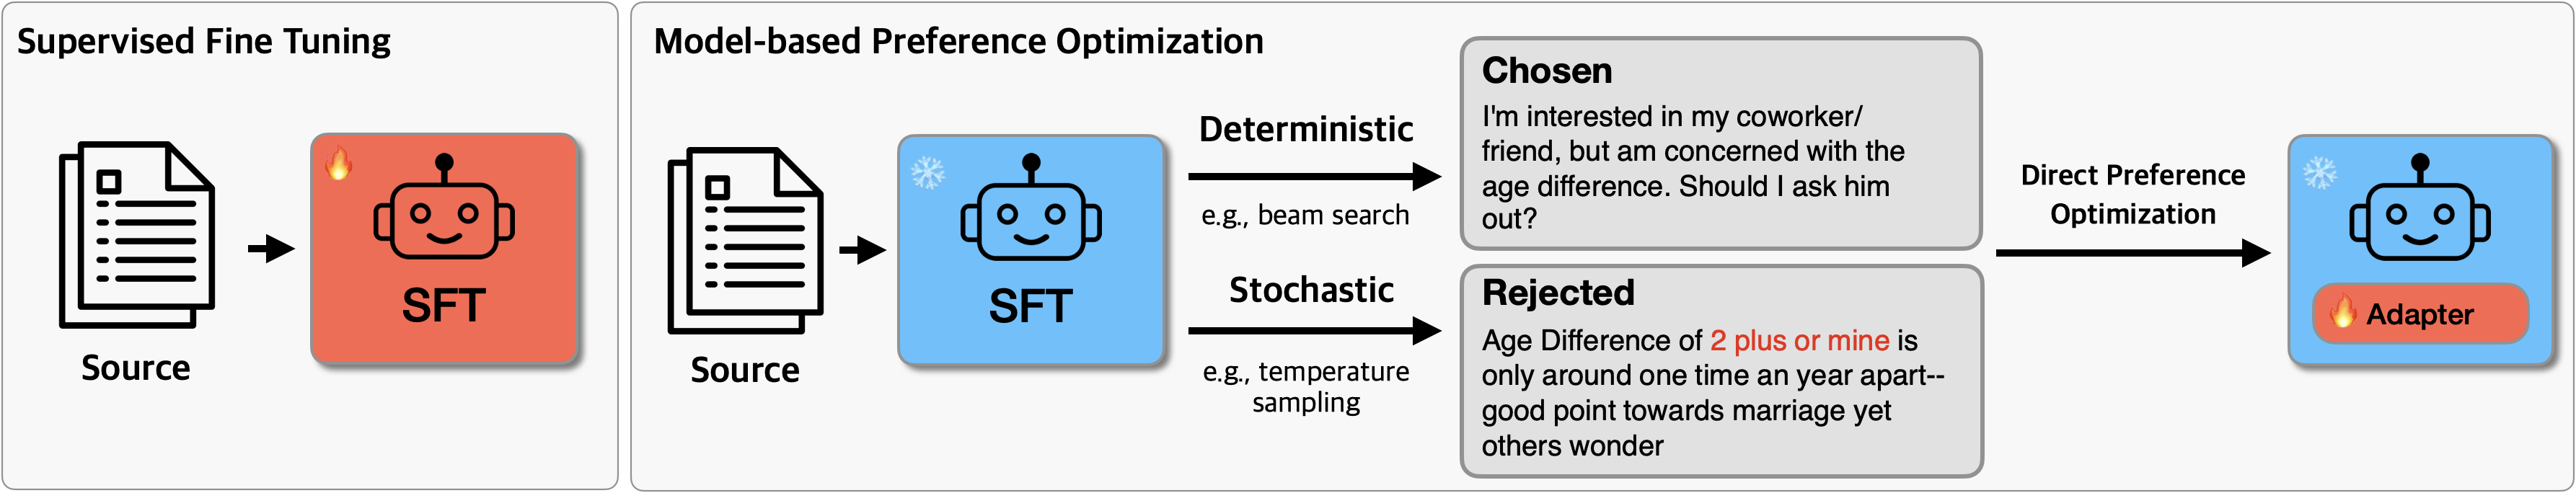 Supervised Fine Tuning
Source
SFT
Model-based Preference Optimization
Source
SFT
Deterministic
e.g., beam search
Stochastic
e.g., temperature
sampling
Chosen
I'm interested in my coworker/
friend, but am concerned with the
age difference. Should I ask him
out?
Rejected
Age Difference of 2 plus or mine is
only around one time an year apart--
good point towards marriage yet
others wonder
Direct Preference
Optimization
Adapter